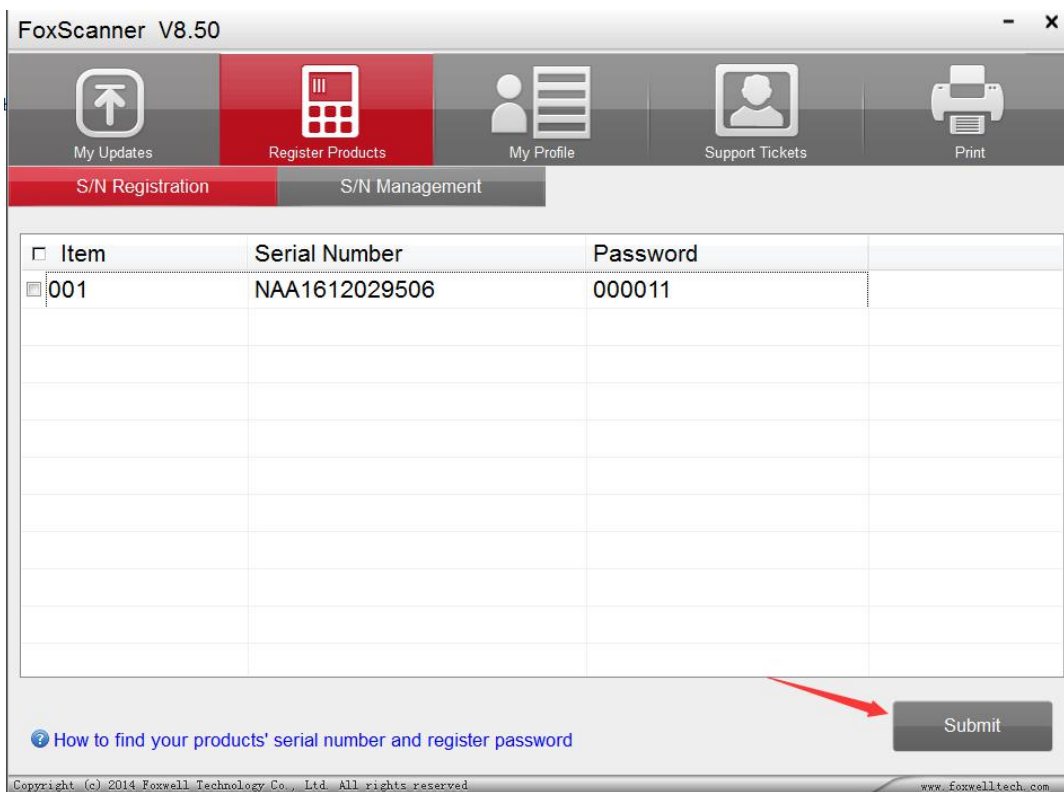 FoxScanner V8.50
My Updates Register Products My Profile Support Tickets Print
S/N Registration S/N Management
Item Serial Number Password
001 NAA1612029506 000011
Submit
How to find your products' serial number and register password
Copyright (c) 2014 Foxwell Technology Co., Ltd. All rights reserved www.foxwelltech.com